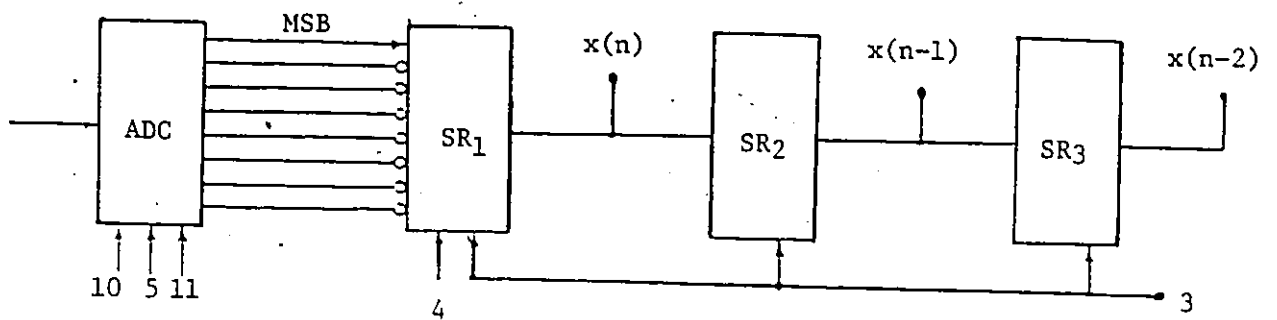 MSB
x(n)
x(n-1)
x(n-2)
ADC
SR1
SR2
SR3
10 5 11
4
3